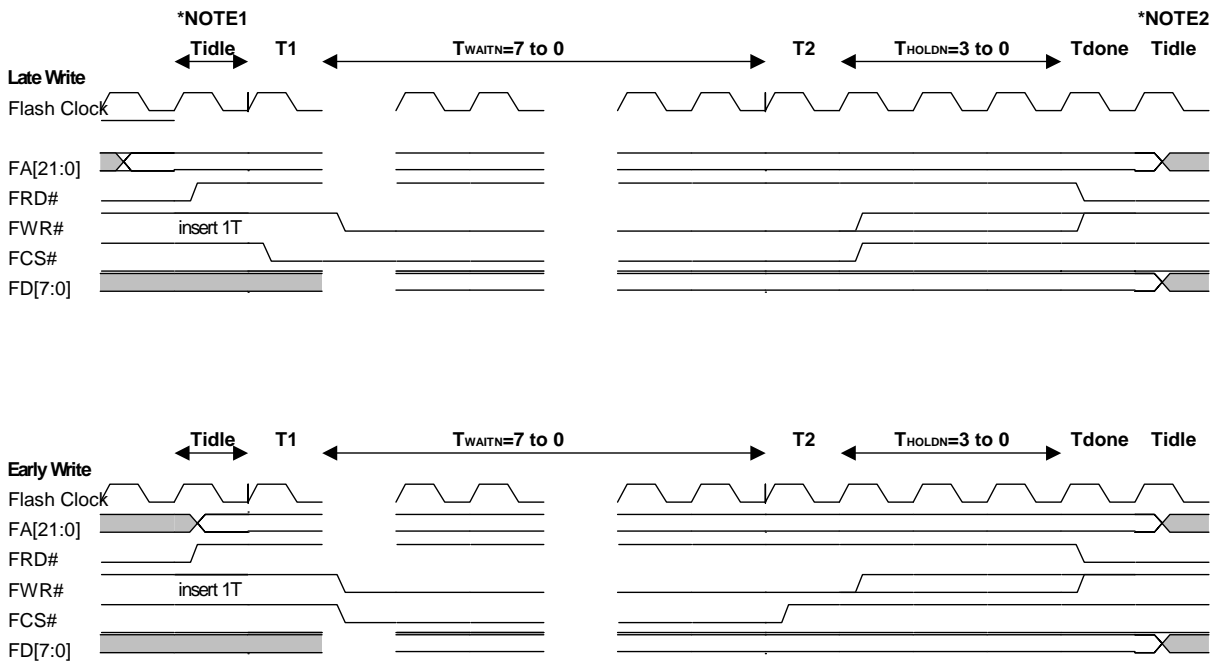 *NOTE1 *NOTE2
Tidle T1 TWAITN=7 to 0 T2 THOLDN=3 to 0 Tdone Tidle
Late Write
Flash Clock
FA[21:0]
FRD#
FWR# insert 1T
FCS#
FD[7:0]
Tidle T1 TWAITN=7 to 0 T2 THOLDN=3 to 0 Tdone Tidle
Early Write
Flash Clock
FA[21:0]
FRD#
FWR# insert 1T
FCS#
FD[7:0]